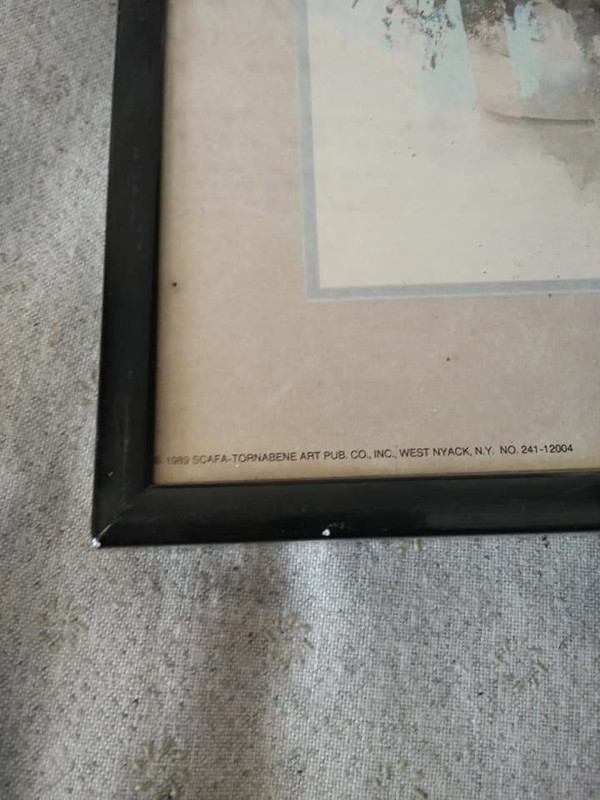 © 1989 SCAFA-TORNABENE ART PUB. CO., INC., WEST NYACK, N.Y. NO. 241-12004